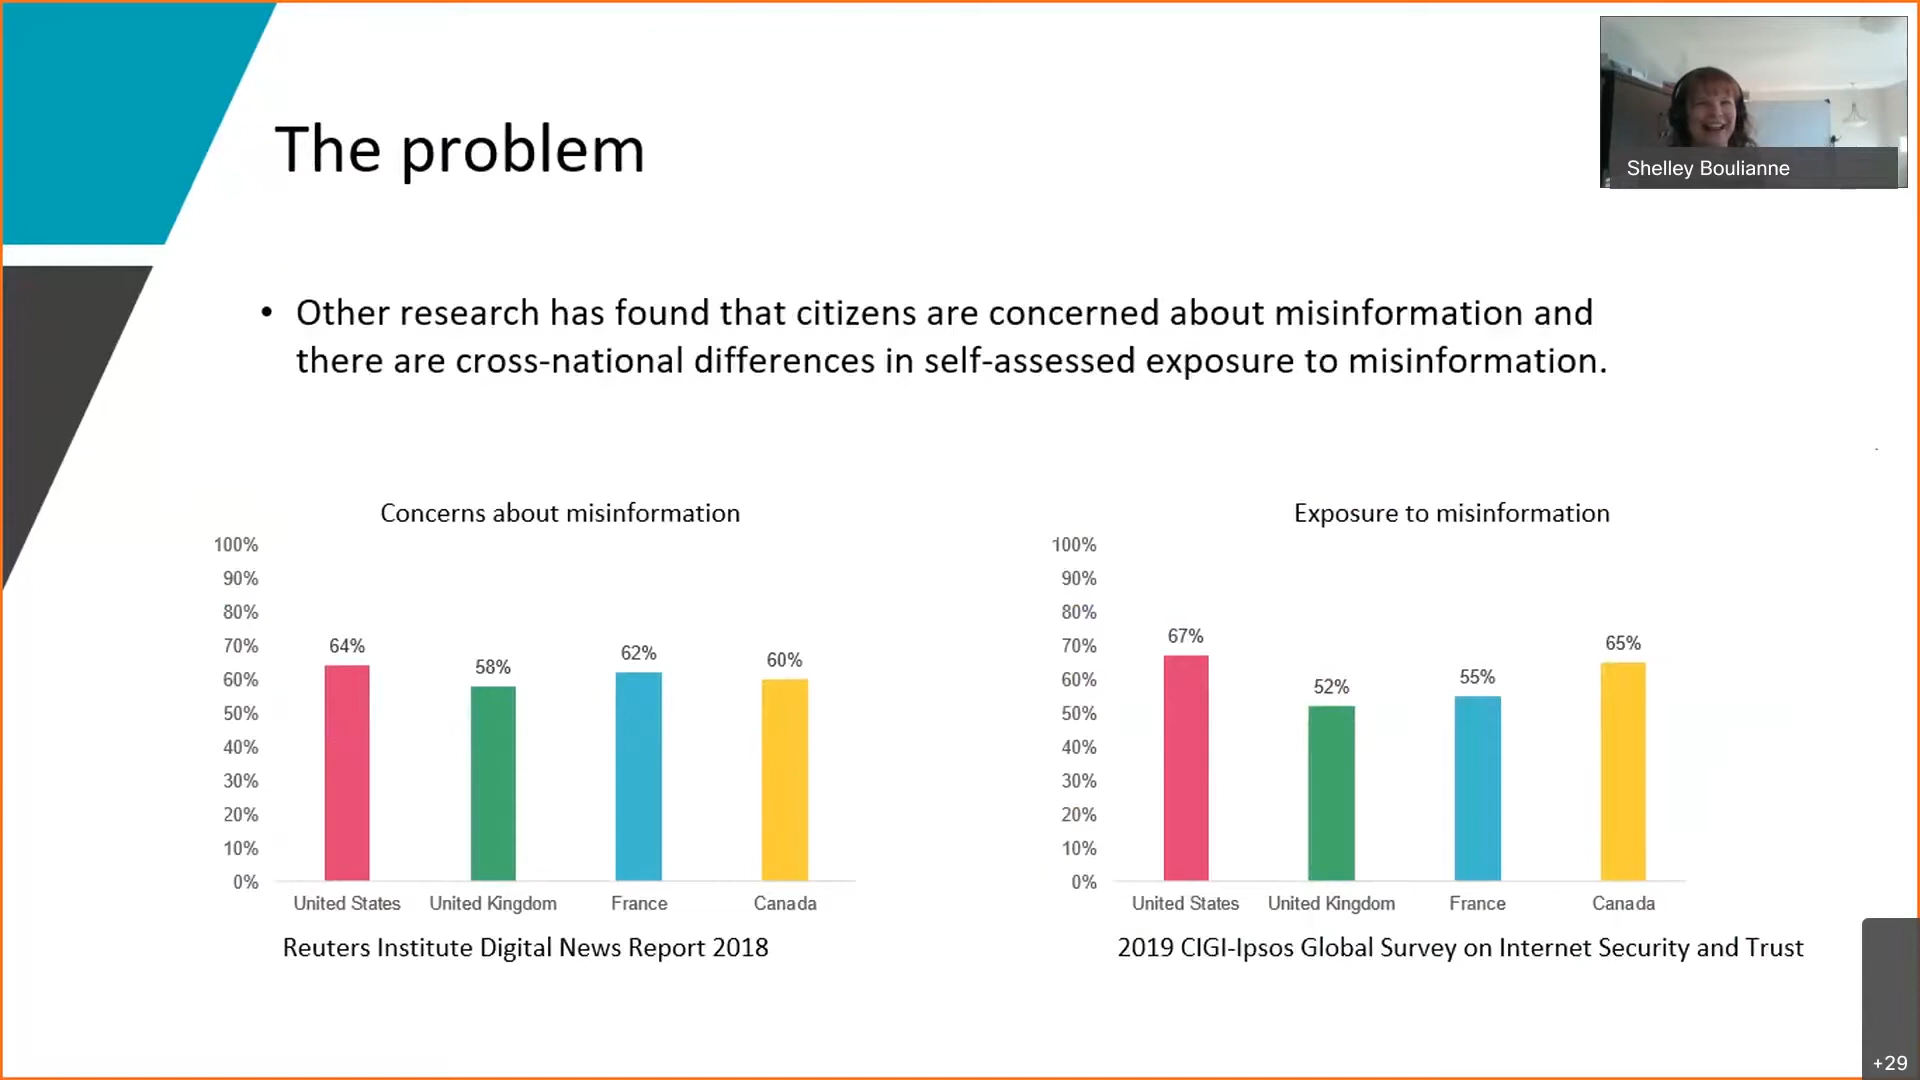 Shelley Boulianne
The problem
• Other research has found that citizens are concerned about misinformation and
there are cross-national differences in self-assessed exposure to misinformation.
Concerns about misinformation
100%
90%
80%
70%
60%
50%
40%
30%
20%
10%
0%
64%
58%
62%
60%
United States
United Kingdom
France
Canada
Reuters Institute Digital News Report 2018
Exposure to misinformation
100%
90%
80%
70%
60%
50%
40%
30%
20%
10%
0%
67%
52%
55%
65%
United States
United Kingdom
France
Canada
2019 CIGI-Ipsos Global Survey on Internet Security and Trust
+29